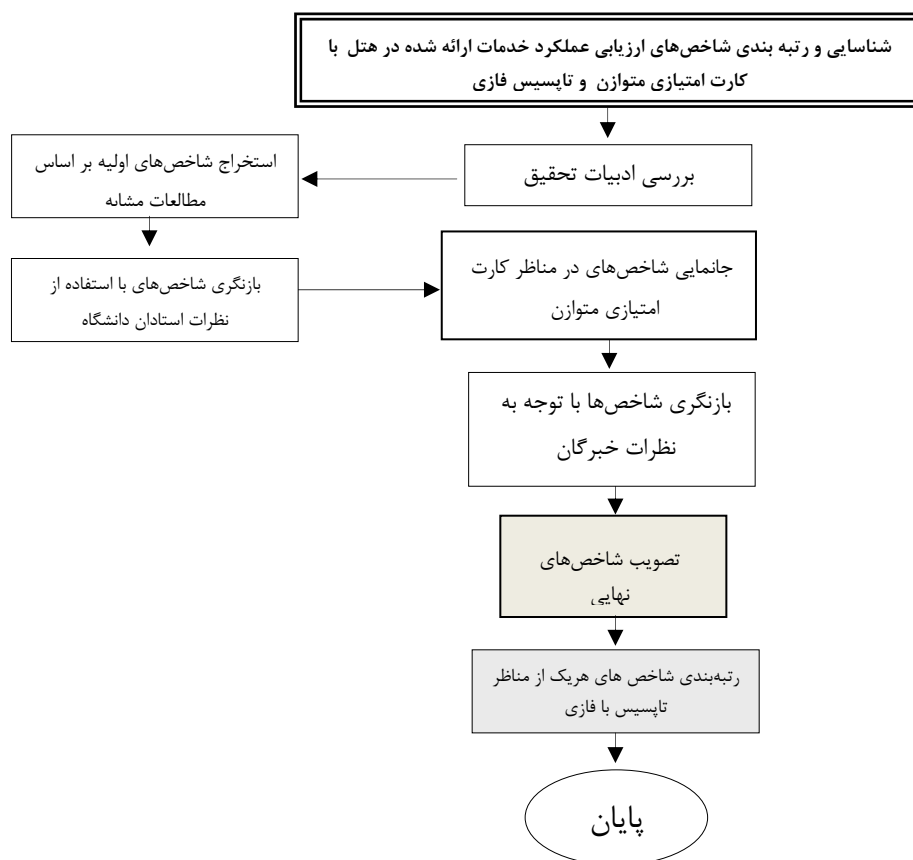 شناسایی و رتبه بندی شاخص‌های ارزیابی عملکرد خدمات ارائه شده در هتل با
کارت امتیازی متوازن و تاپسیس فازی
بررسی ادبیات تحقیق
استخراج شاخص‌های اولیه بر اساس
مطالعات مشابه
بازنگری شاخص‌های با استفاده از
نظرات استادان دانشگاه
جانمایی شاخص‌های در مناظر کارت
امتیازی متوازن
بازنگری شاخص‌ها با توجه به
نظرات خبرگان
تصویب شاخص‌های
نهایی
رتبه‌بندی شاخص های هریک از مناظر
تاپسیس با فازی
پایان